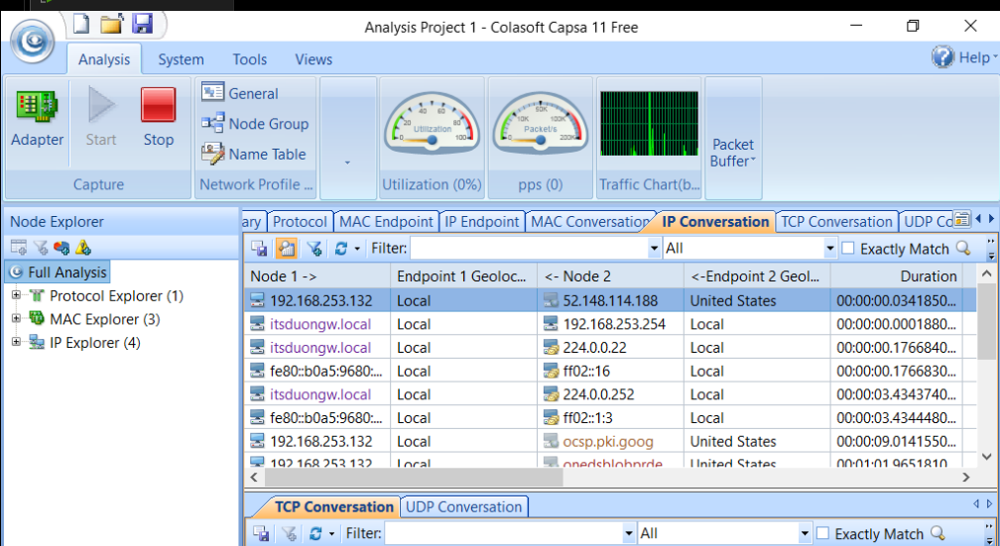 Analysis Project 1 - Colasoft Capsa 11 Free
Analysis System Tools Views Help
Adapter Start Stop
Capture
General
Node Group
Name Table
Network Profile ...
20 40 60 80 100
Utilization
Utilization (0%)
0 10K 50K 100K 200K
Packet/s
pps (0)
Traffic Chart(b...
Packet
Buffer
Node Explorer
Full Analysis
Protocol Explorer (1)
MAC Explorer (3)
IP Explorer (4)
ary Protocol MAC Endpoint IP Endpoint MAC Conversation IP Conversation TCP Conversation UDP Co
Filter: All Exactly Match
Node 1 -> Endpoint 1 Geoloc... <- Node 2 <-Endpoint 2 Geol... Duration
192.168.253.132 Local 52.148.114.188 United States 00:00:00.0341850...
itsduongw.local Local 192.168.253.254 Local 00:00:00.0001880...
itsduongw.local Local 224.0.0.22 Local 00:00:00.1766840...
fe80::b0a5:9680:... Local ff02::16 Local 00:00:00.1766830...
itsduongw.local Local 224.0.0.252 Local 00:00:03.4343740...
fe80::b0a5:9680:... Local ff02::1:3 Local 00:00:03.4344480...
192.168.253.132 Local ocsp.pki.goog United States 00:00:09.0141550...
192.168.253.132 Local onedsblobprde United States 00:01:01.9651810
TCP Conversation UDP Conversation
Filter: All Exactly Match